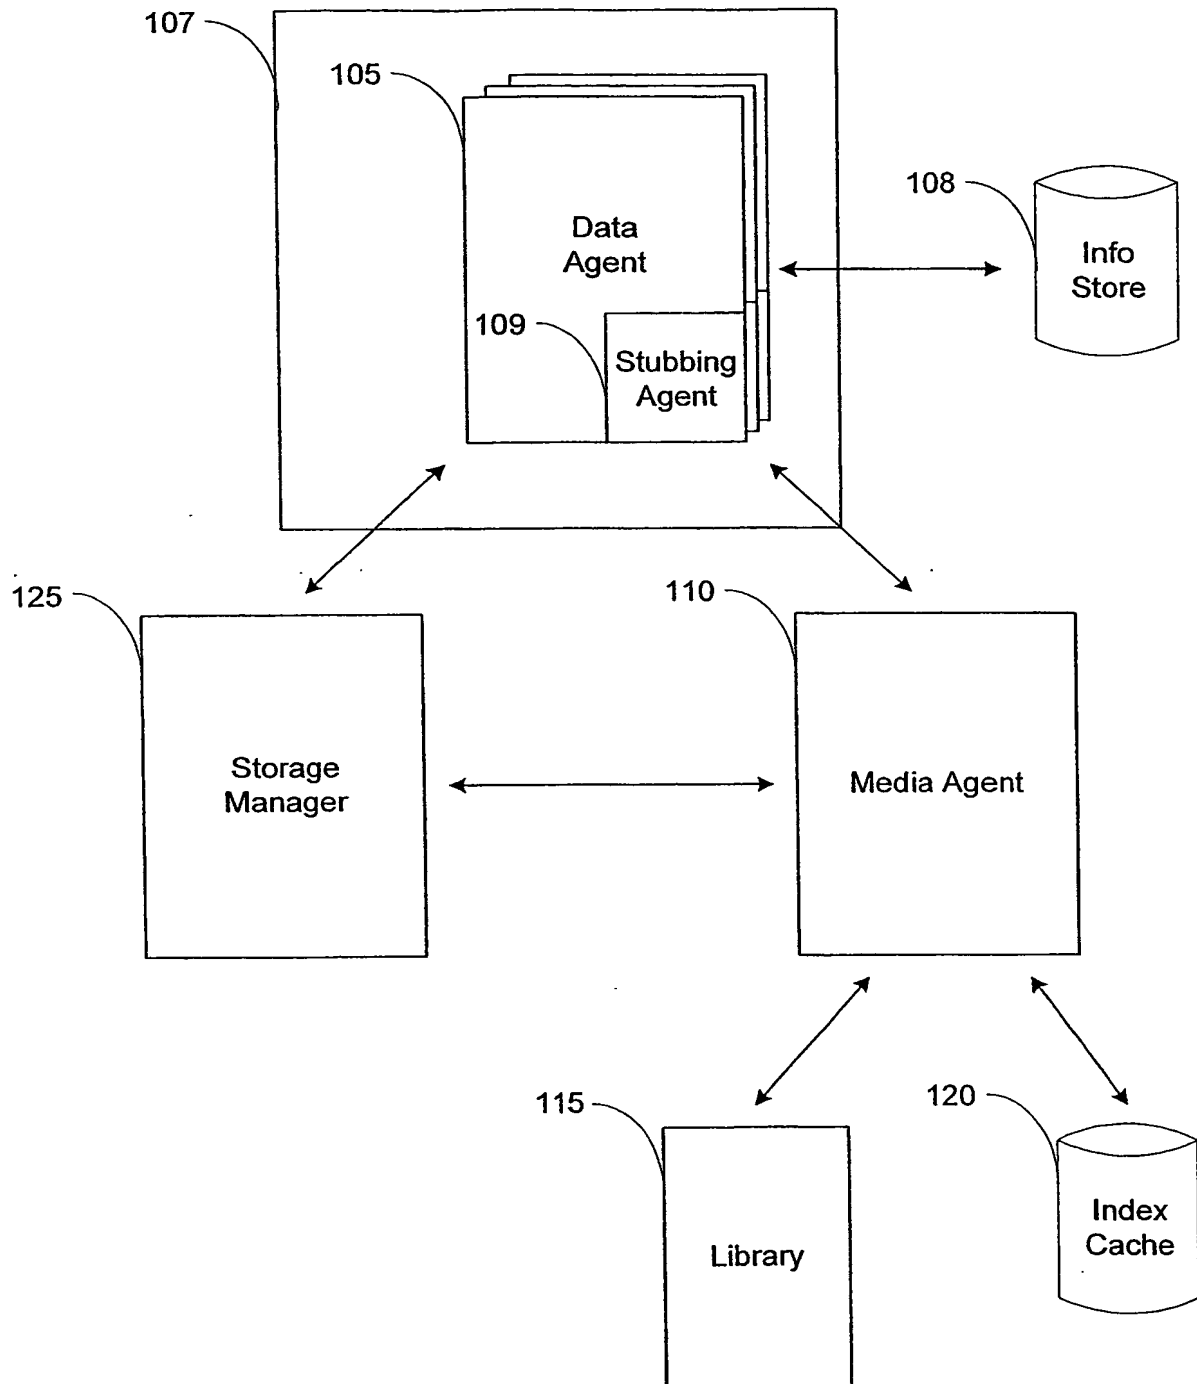 107
105
108
Data
Agent
Info
Store
109
Stubbing
Agent
125
110
Storage
Manager
Media Agent
115
120
Library
Index
Cache